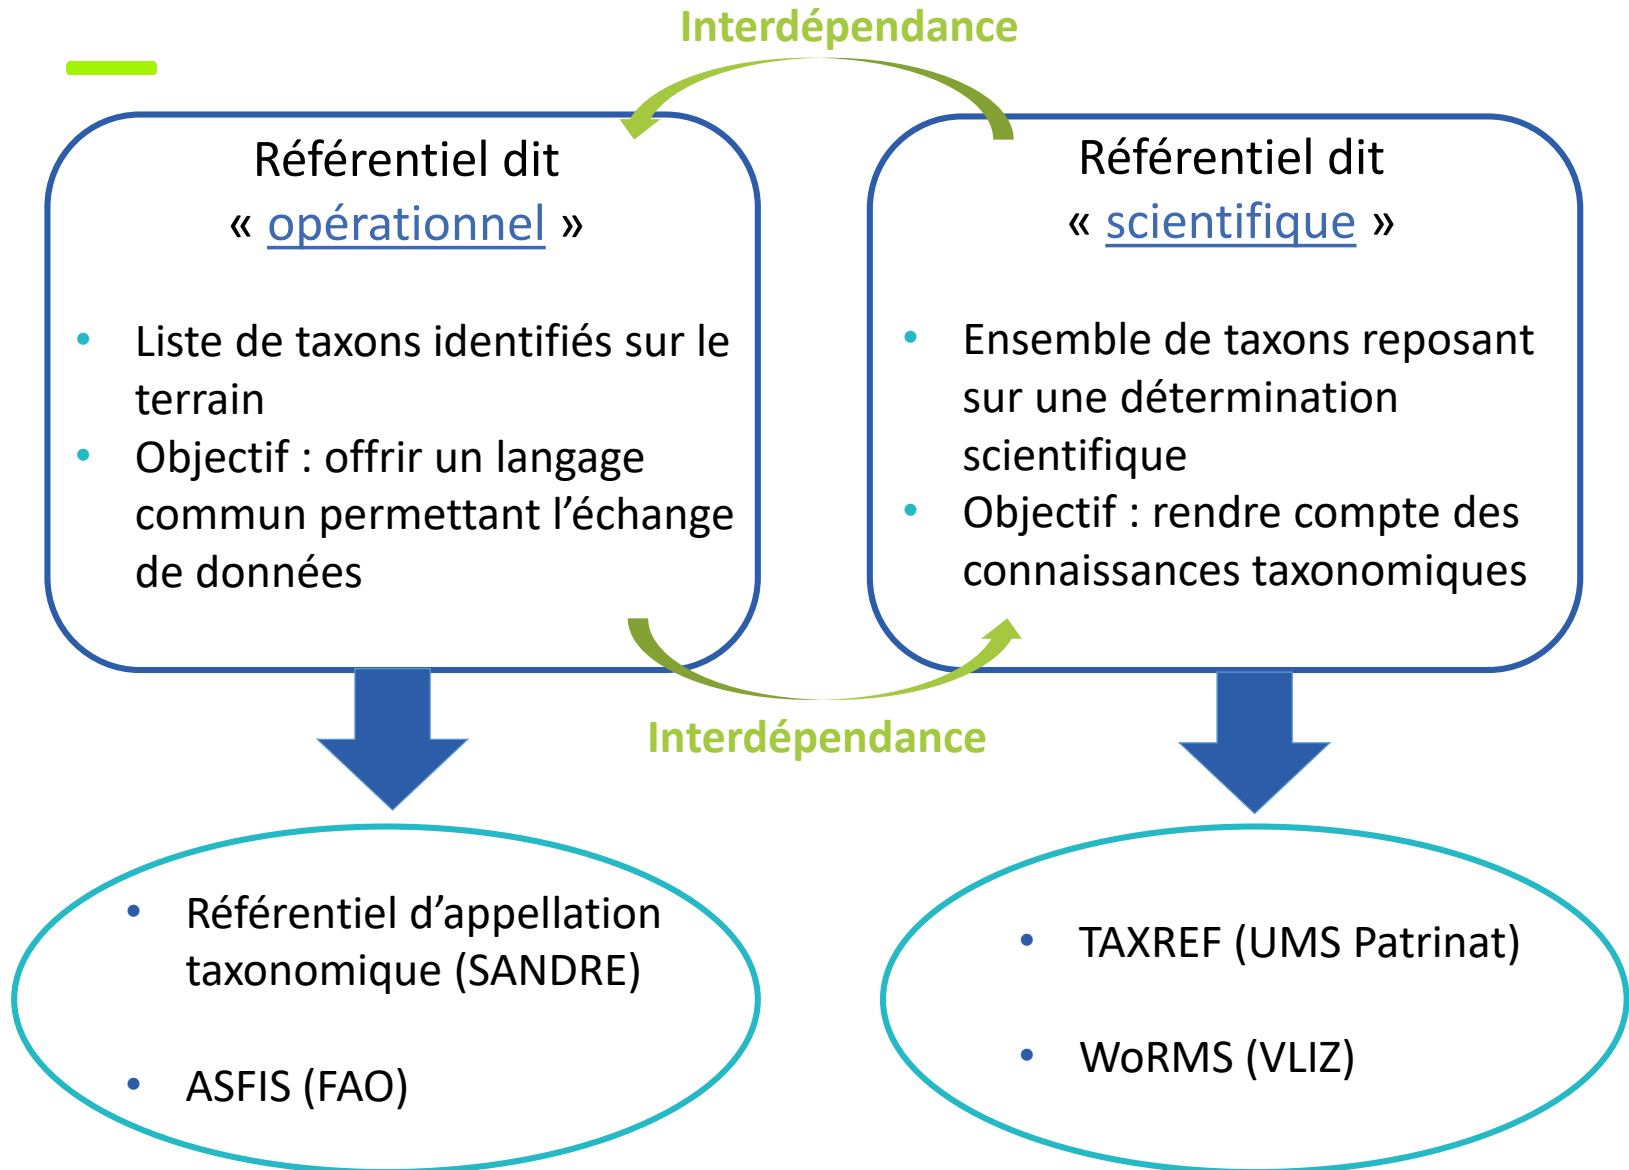 Interdépendance
Référentiel dit
« opérationnel »
• Liste de taxons identifiés sur le
terrain
• Objectif : offrir un langage
commun permettant l’échange
de données
Référentiel dit
« scientifique »
• Ensemble de taxons reposant
sur une détermination
scientifique
• Objectif : rendre compte des
connaissances taxonomiques
Interdépendance
• Référentiel d’appellation
taxonomique (SANDRE)
• ASFIS (FAO)
• TAXREF (UMS Patrinat)
• WoRMS (VLIZ)